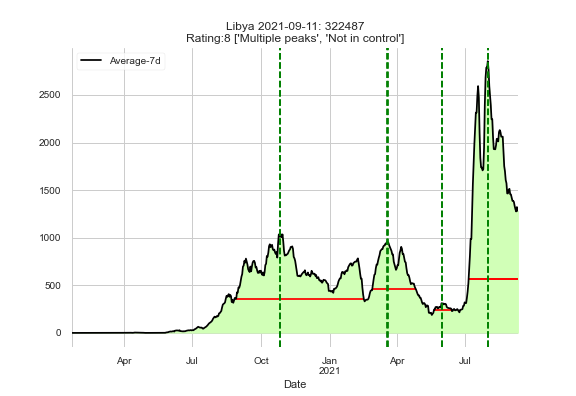 Libya 2021-09-11: 322487
Rating:8 ['Multiple peaks', 'Not in control']
Average-7d
2500
2000
1500
1000
500
0
Apr Jul Oct Jan Apr Jul
2021
Date